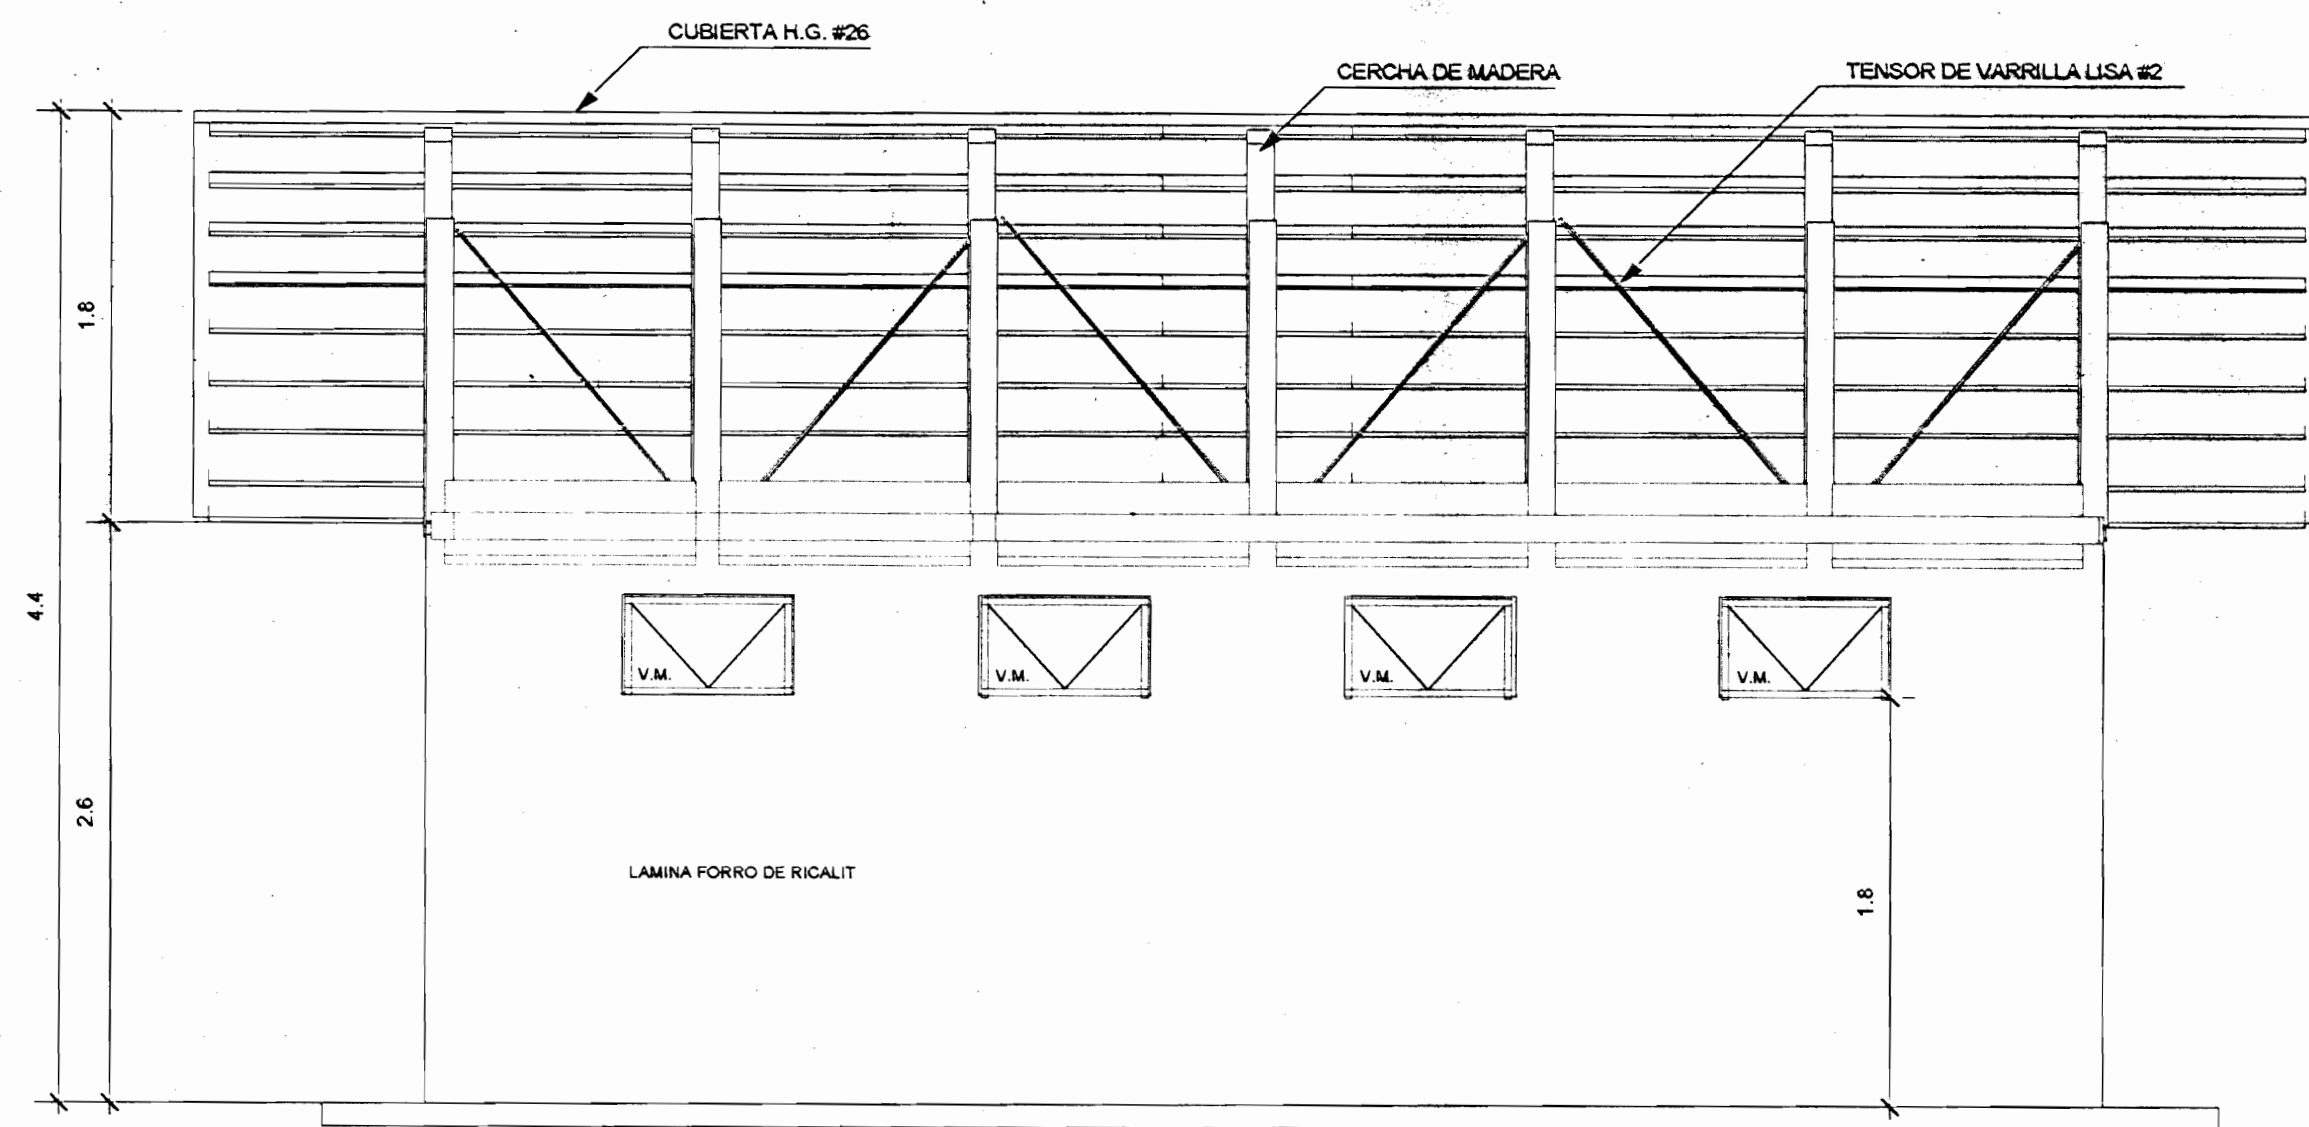 CUBIERTA H.G. #26
CERCHA DE MADERA
TENSOR DE VARRILLA LISA #2
1.8
4.4
V.M.
V.M.
V.M.
V.M.
2.6
LAMINA FORRO DE RICALIT
1.8